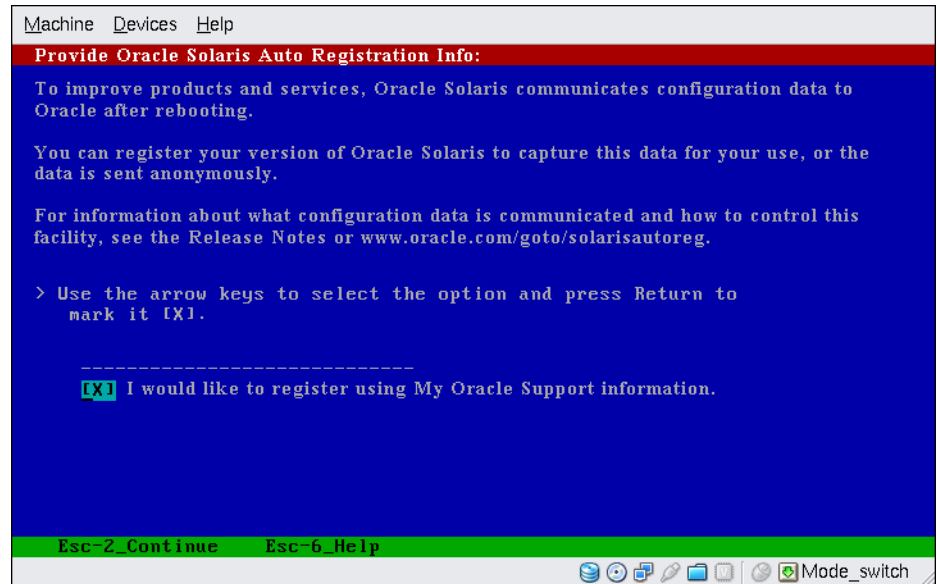 Machine Devices Help
Provide Oracle Solaris Auto Registration Info:
To improve products and services, Oracle Solaris communicates configuration data to
Oracle after rebooting.
You can register your version of Oracle Solaris to capture this data for your use, or the
data is sent anonymously.
For information about what configuration data is communicated and how to control this
facility, see the Release Notes or www.oracle.com/goto/solarisautoreg.
> Use the arrow keys to select the option and press Return to
mark it [X].
_____________________________
[X] I would like to register using My Oracle Support information.
Esc-2_Continue Esc-6_Help
Mode_switch